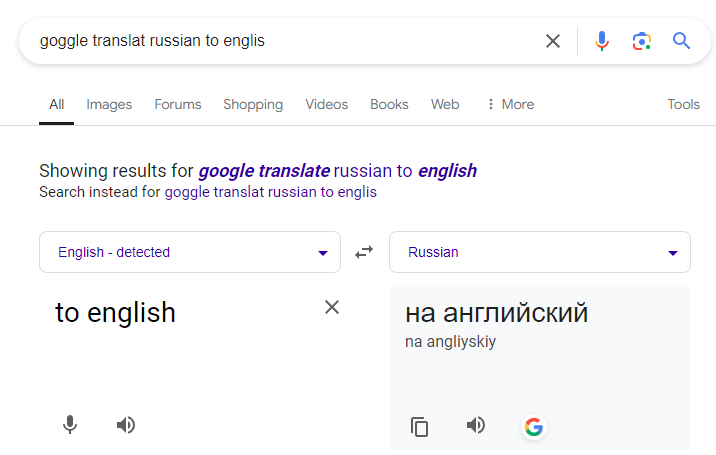 goggle translat russian to englis
All Images Forums Shopping Videos Books Web More Tools
Showing results for google translate russian to english
Search instead for goggle translat russian to englis
English - detected
Russian
to english
на английский
na angliyskiy